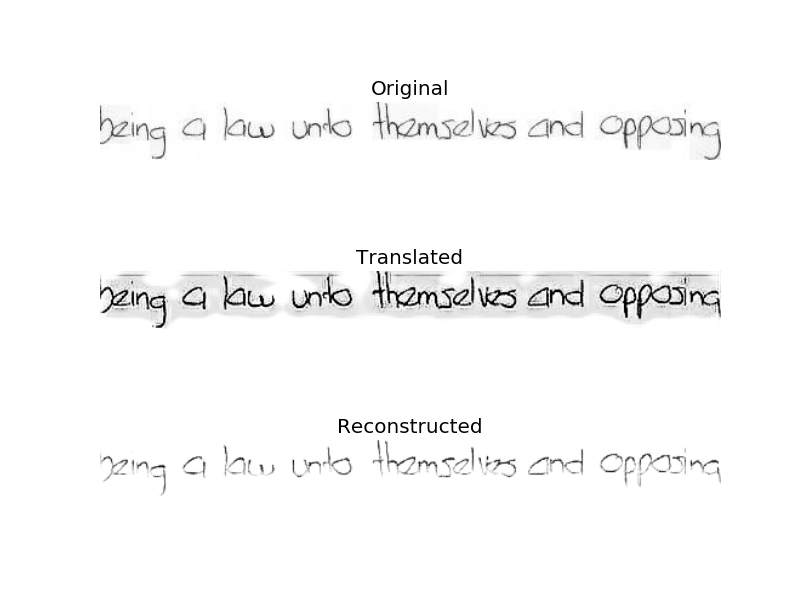 Original
being a law unto themselves and opposing
Translated
being a law unto themselves and opposing
Reconstructed
being a law unto themselves and opposing